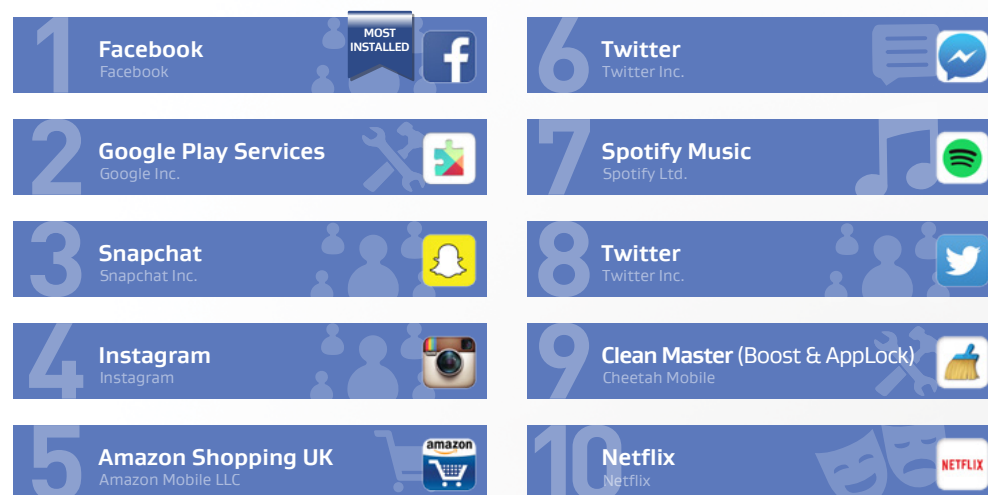 1
Facebook
Facebook
MOST
INSTALLED
2
Google Play Services
Google Inc.
3
Snapchat
Snapchat Inc.
4
Instagram
Instagram
5
Amazon Shopping UK
Amazon Mobile LLC
amazon
6
Twitter
Twitter Inc.
7
Spotify Music
Spotify Ltd.
8
Twitter
Twitter Inc.
9
Clean Master (Boost & AppLock)
Cheetah Mobile
10
Netflix
Netflix
NETFLIX